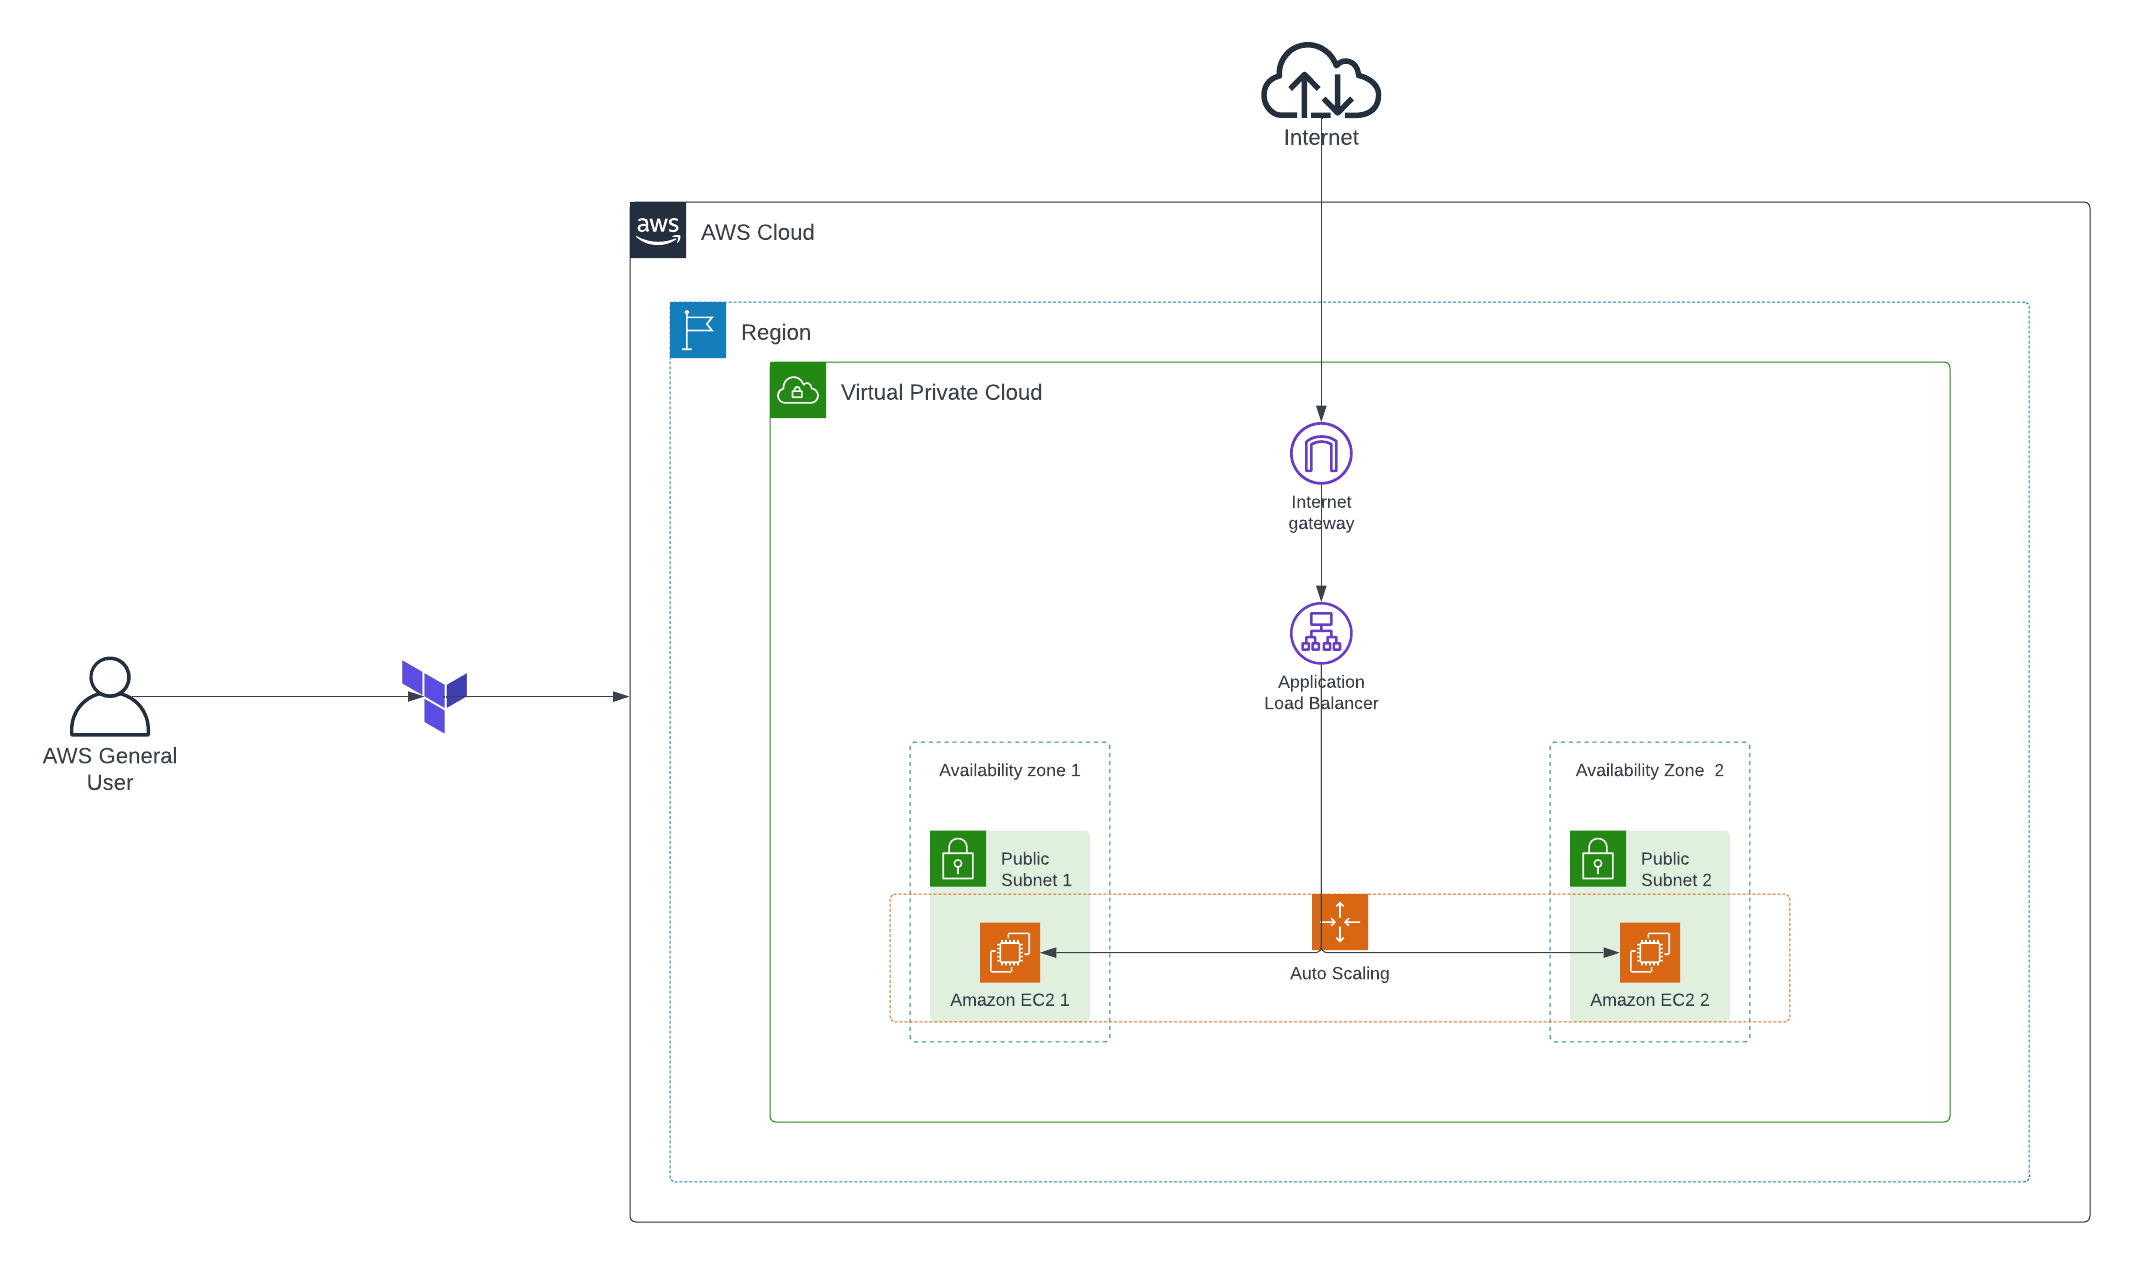 Internet
aws
AWS Cloud
Region
Virtual Private Cloud
Internet
gateway
Application
Load Balancer
AWS General
User
Availability zone 1
Availability Zone  2
Public
Subnet 1
Public
Subnet 2
Auto Scaling
Amazon EC2 1
Amazon EC2 2